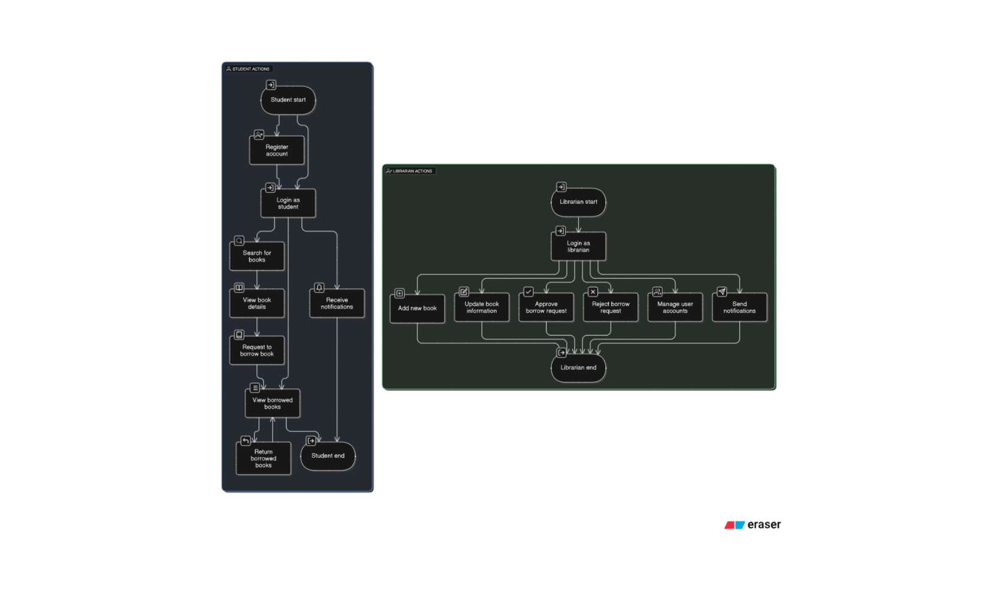 STUDENT ACTIONS
Student start
Register
account
Login as
student
Search for
books
View book
details
Receive
notifications
Request to
borrow book
View borrowed
books
Return
borrowed
books
Student end
LIBRARIAN ACTIONS
Librarian start
Login as
librarian
Add new book
Update book
information
Approve
borrow request
Reject borrow
request
Manage user
accounts
Send
notifications
Librarian end
eraser